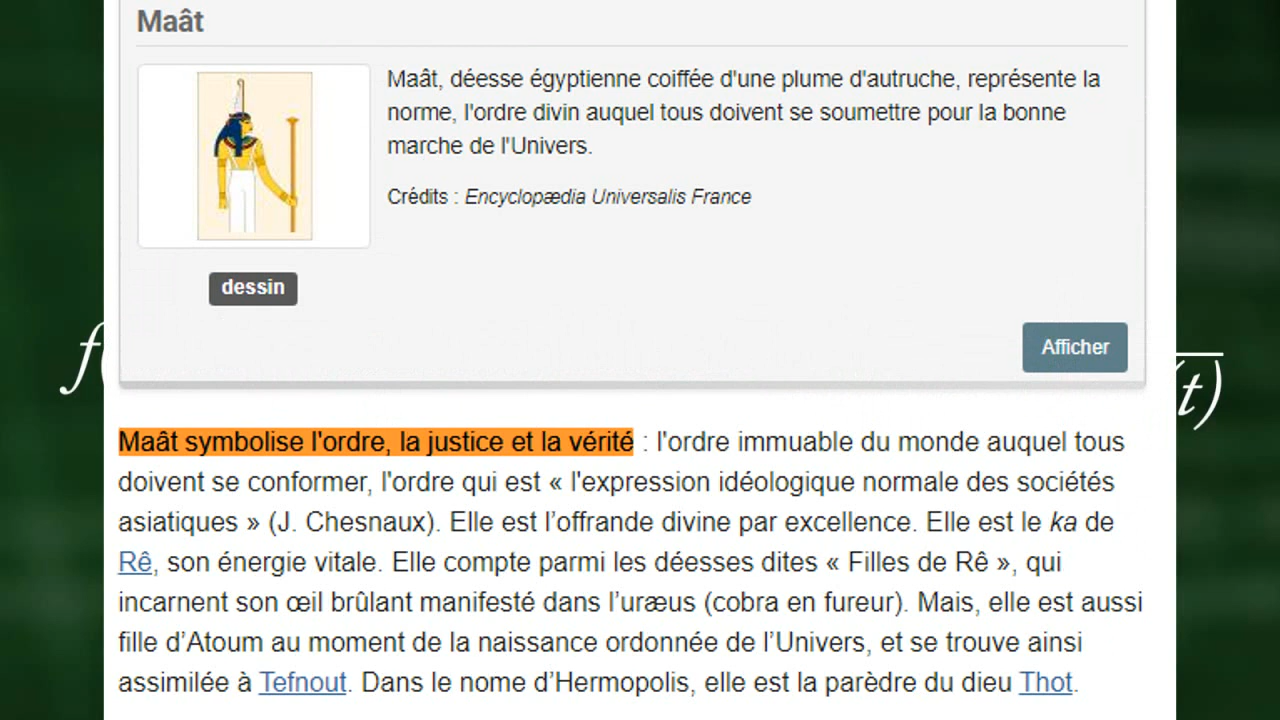 Maât
Maât, déesse égyptienne coiffée d'une plume d'autruche, représente la
norme, l'ordre divin auquel tous doivent se soumettre pour la bonne
marche de l'Univers.
Crédits : Encyclopædia Universalis France
dessin
Afficher
f(
(t)
Maât symbolise l'ordre, la justice et la vérité : l'ordre immuable du monde auquel tous
doivent se conformer, l'ordre qui est « l'expression idéologique normale des sociétés
asiatiques » (J. Chesnaux). Elle est l’offrande divine par excellence. Elle est le ka de
Rê, son énergie vitale. Elle compte parmi les déesses dites « Filles de Rê », qui
incarnent son œil brûlant manifesté dans l’uræus (cobra en fureur). Mais, elle est aussi
fille d’Atoum au moment de la naissance ordonnée de l’Univers, et se trouve ainsi
assimilée à Tefnout. Dans le nome d’Hermopolis, elle est la parèdre du dieu Thot.